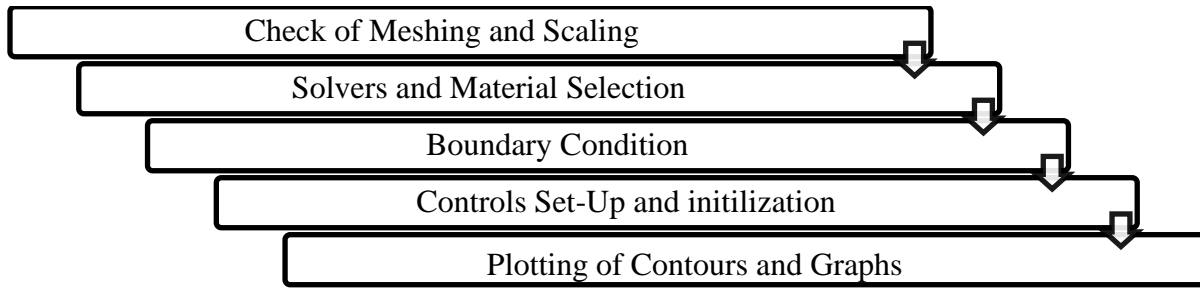 Check of Meshing and Scaling
Solvers and Material Selection
Boundary Condition
Controls Set-Up and initilization
Plotting of Contours and Graphs